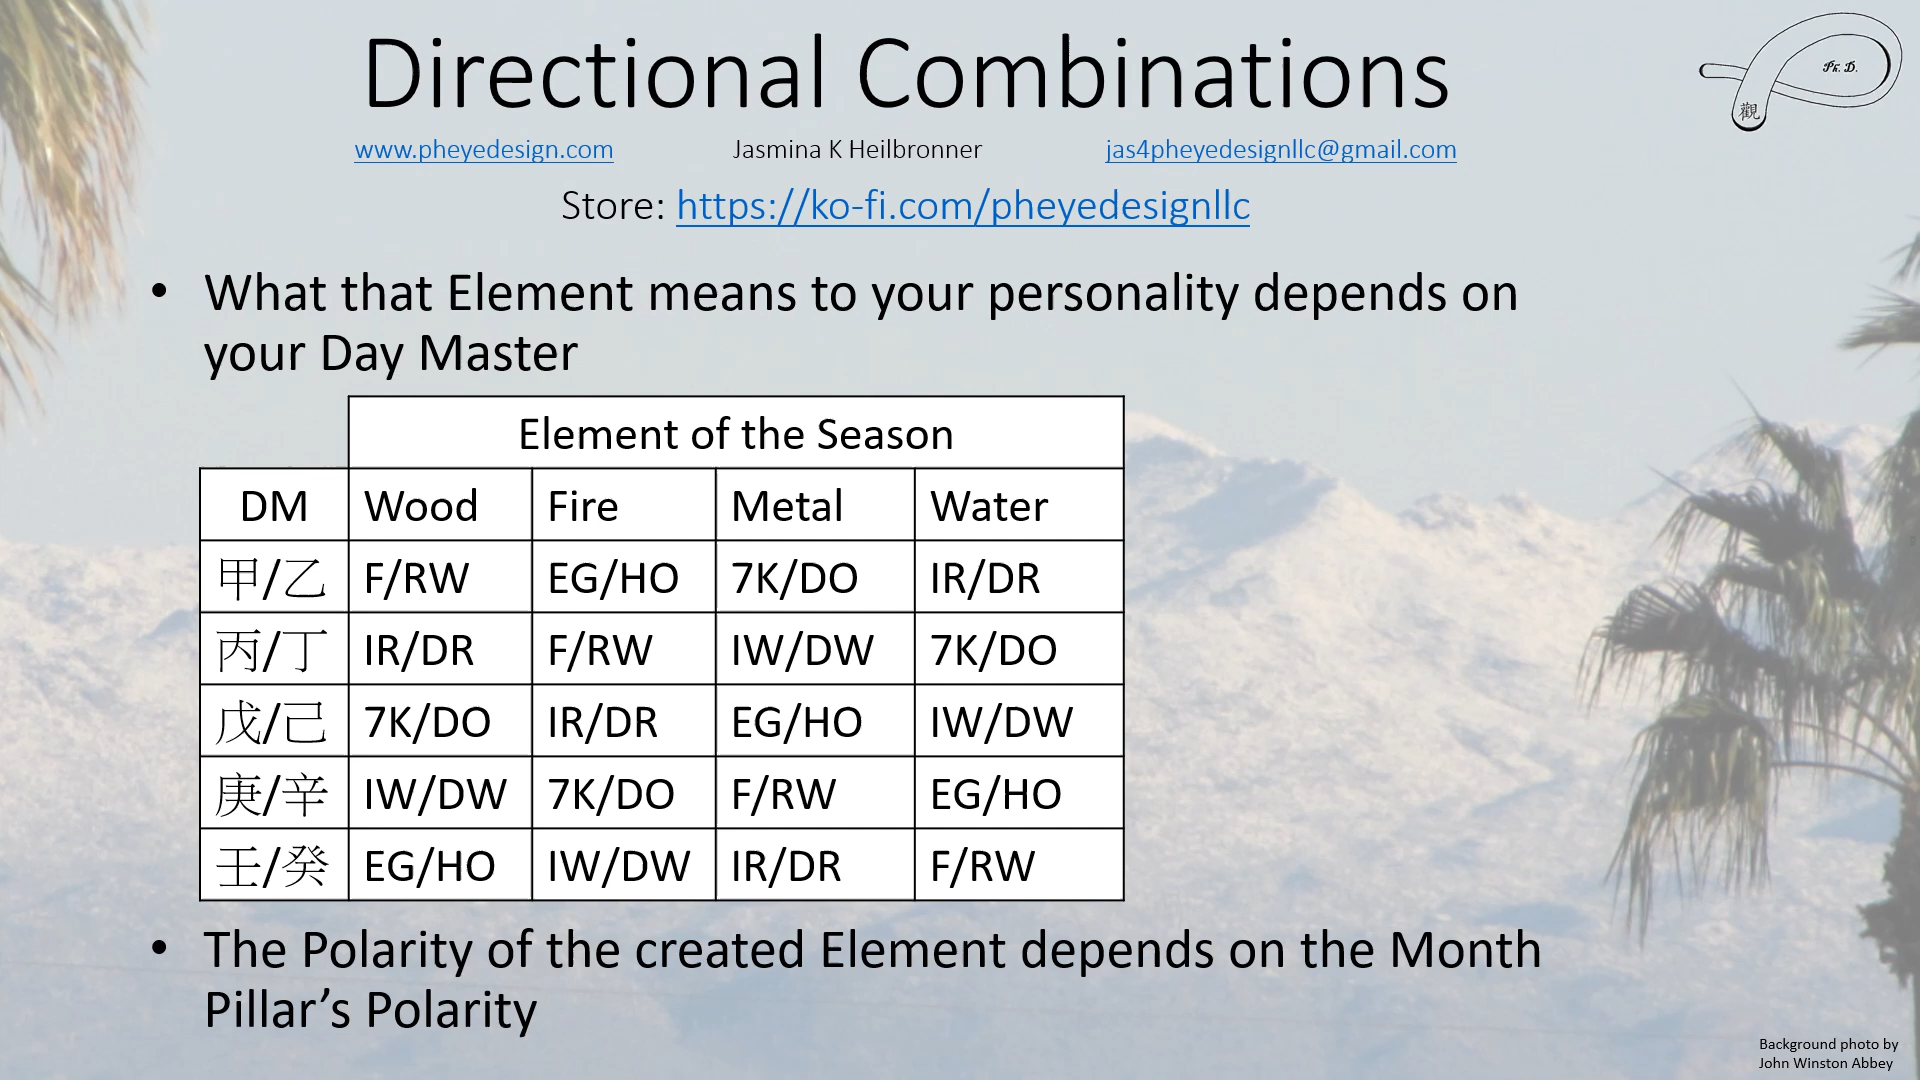 Directional Combinations
Ph. D.
觀
www.pheyedesign.com Jasmina K Heilbronner jas4pheyedesignllc@gmail.com
Store: https://ko-fi.com/pheyedesignllc
• What that Element means to your personality depends on
your Day Master
Element of the Season
DM Wood Fire Metal Water
甲/乙 F/RW EG/HO 7K/DO IR/DR
丙/丁 IR/DR F/RW IW/DW 7K/DO
戊/己 7K/DO IR/DR EG/HO IW/DW
庚/辛 IW/DW 7K/DO F/RW EG/HO
壬/癸 EG/HO IW/DW IR/DR F/RW
• The Polarity of the created Element depends on the Month
Pillar’s Polarity
Background photo by
John Winston Abbey